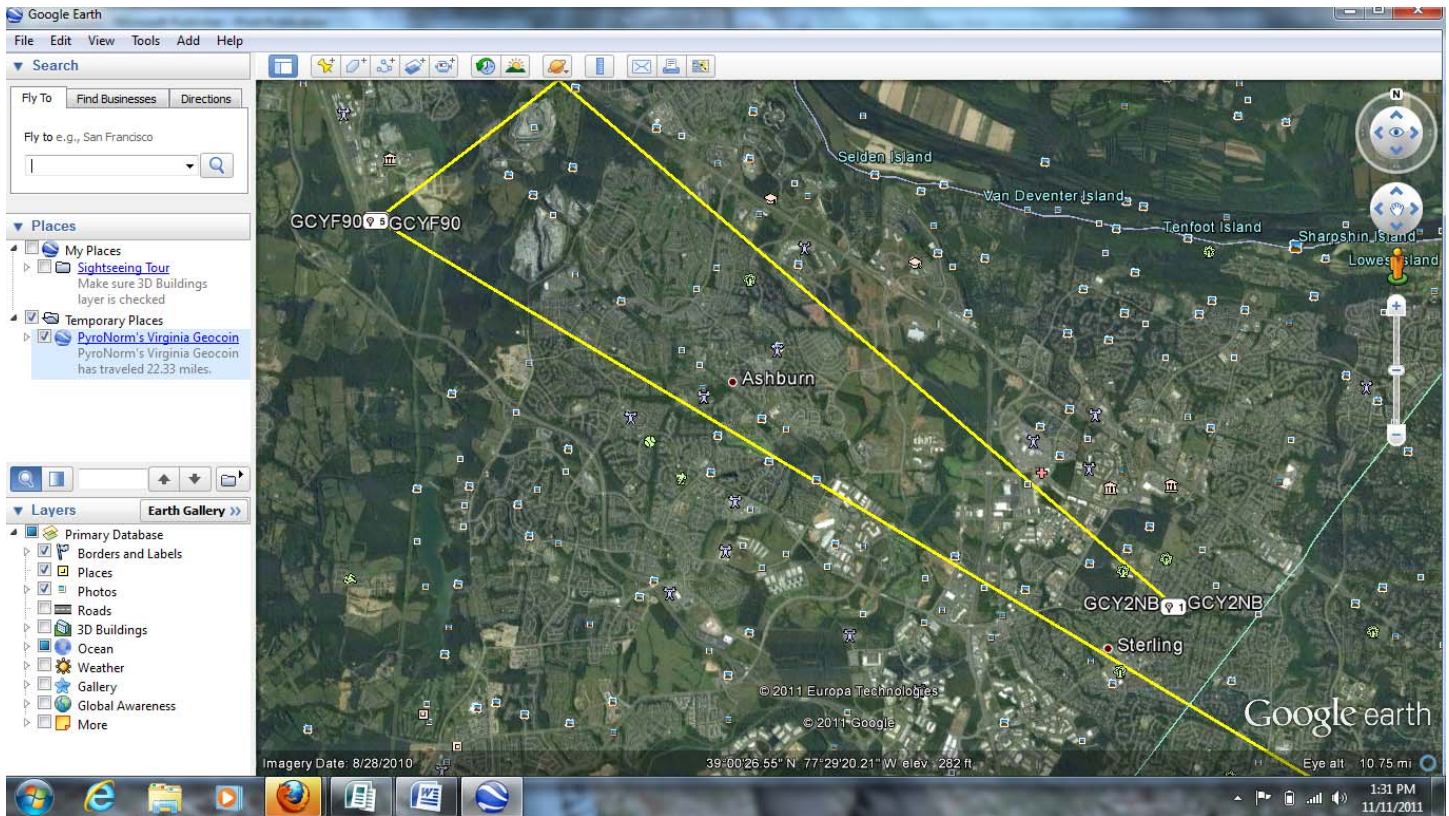 Google Earth
File Edit View Tools Add Help
Search
Fly To Find Businesses Directions
Fly to e.g., San Francisco
Places
My Places
Sightseeing Tour
Make sure 3D Buildings
layer is checked
Temporary Places
PyroNorm's Virginia Geocoin
PyroNorm's Virginia Geocoin
has traveled 22.33 miles.
Layers Earth Gallery »
Primary Database
Borders and Labels
Places
Photos
Roads
3D Buildings
Ocean
Weather
Gallery
Global Awareness
More
N
Selden Island
Van Deventer Island
Tenfoot Island
Sharpshin Island
Lowes Island
GCYF90 5 GCYF90
Ashburn
GCY2NB 1 GCY2NB
Sterling
© 2011 Europa Technologies
© 2011 Google
Google earth
Imagery Date: 8/28/2010 39°00'26.55" N 77°29'20.21" W elev 282 ft Eye alt 10.75 mi
1:31 PM
11/11/2011